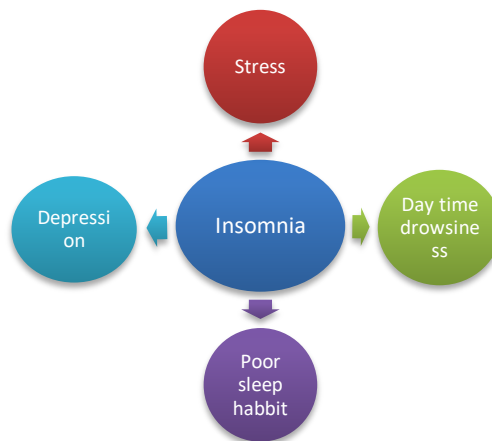 Stress
Depressi
on
Insomnia
Day time
drowsine
ss
Poor
sleep
habbit